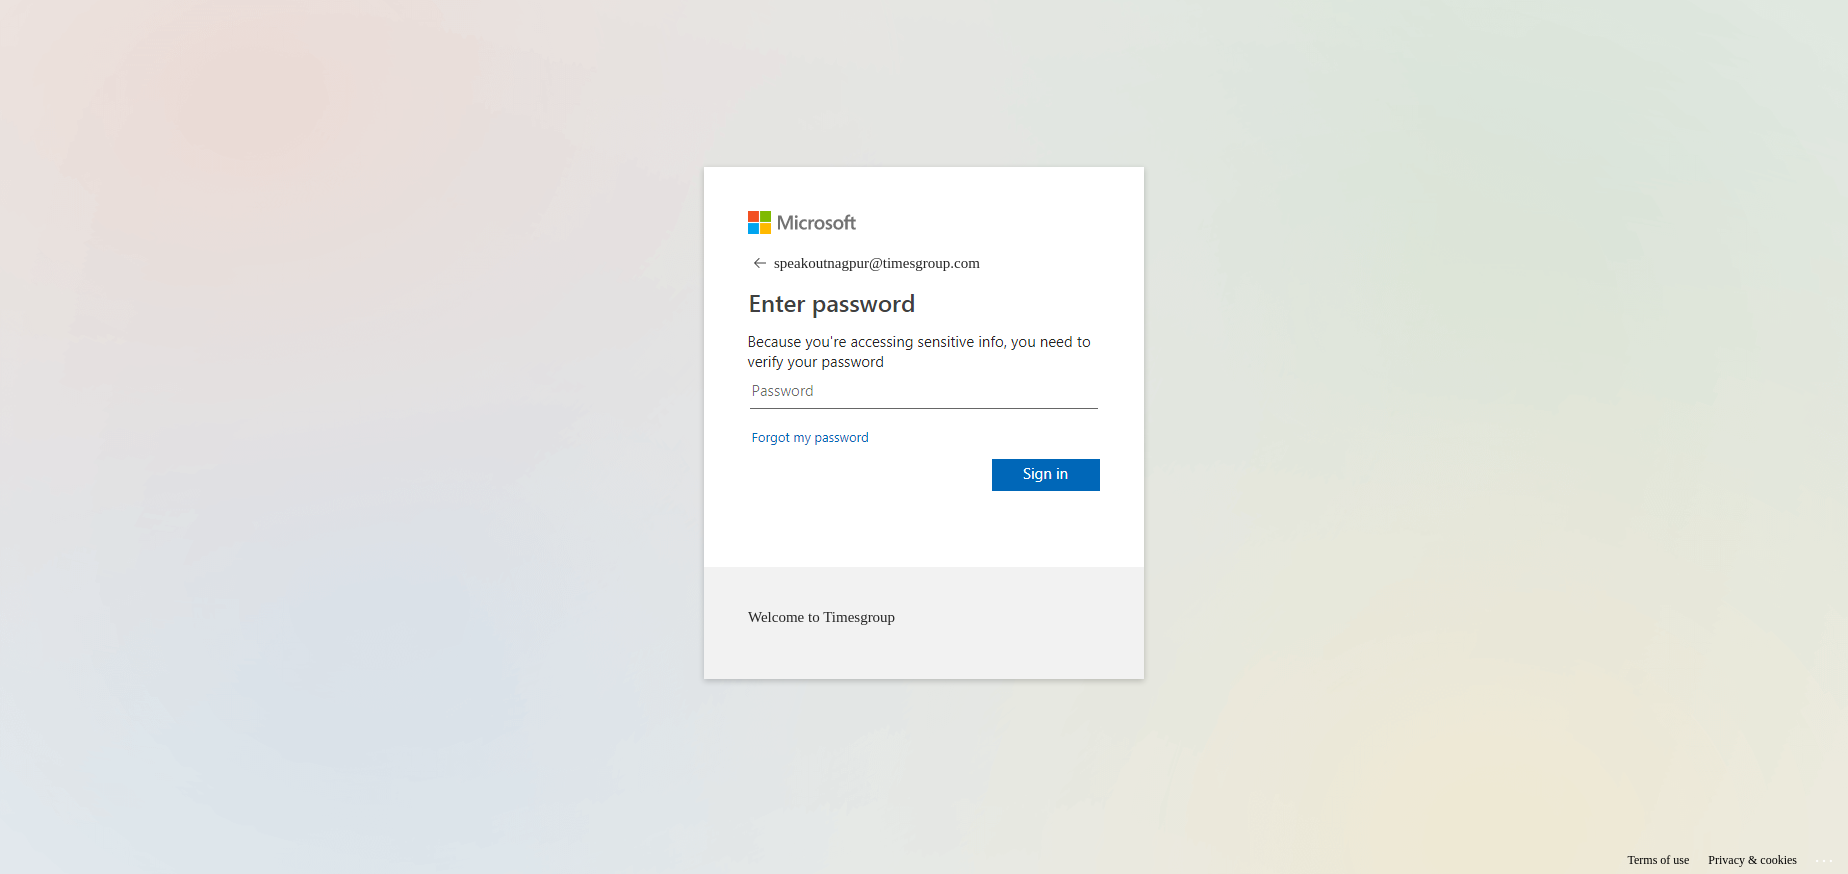 Microsoft
speakoutnagpur@timesgroup.com
Enter password
Because you're accessing sensitive info, you need to
verify your password
Password
Forgot my password
Sign in
Welcome to Timesgroup
Terms of use Privacy & cookies ...